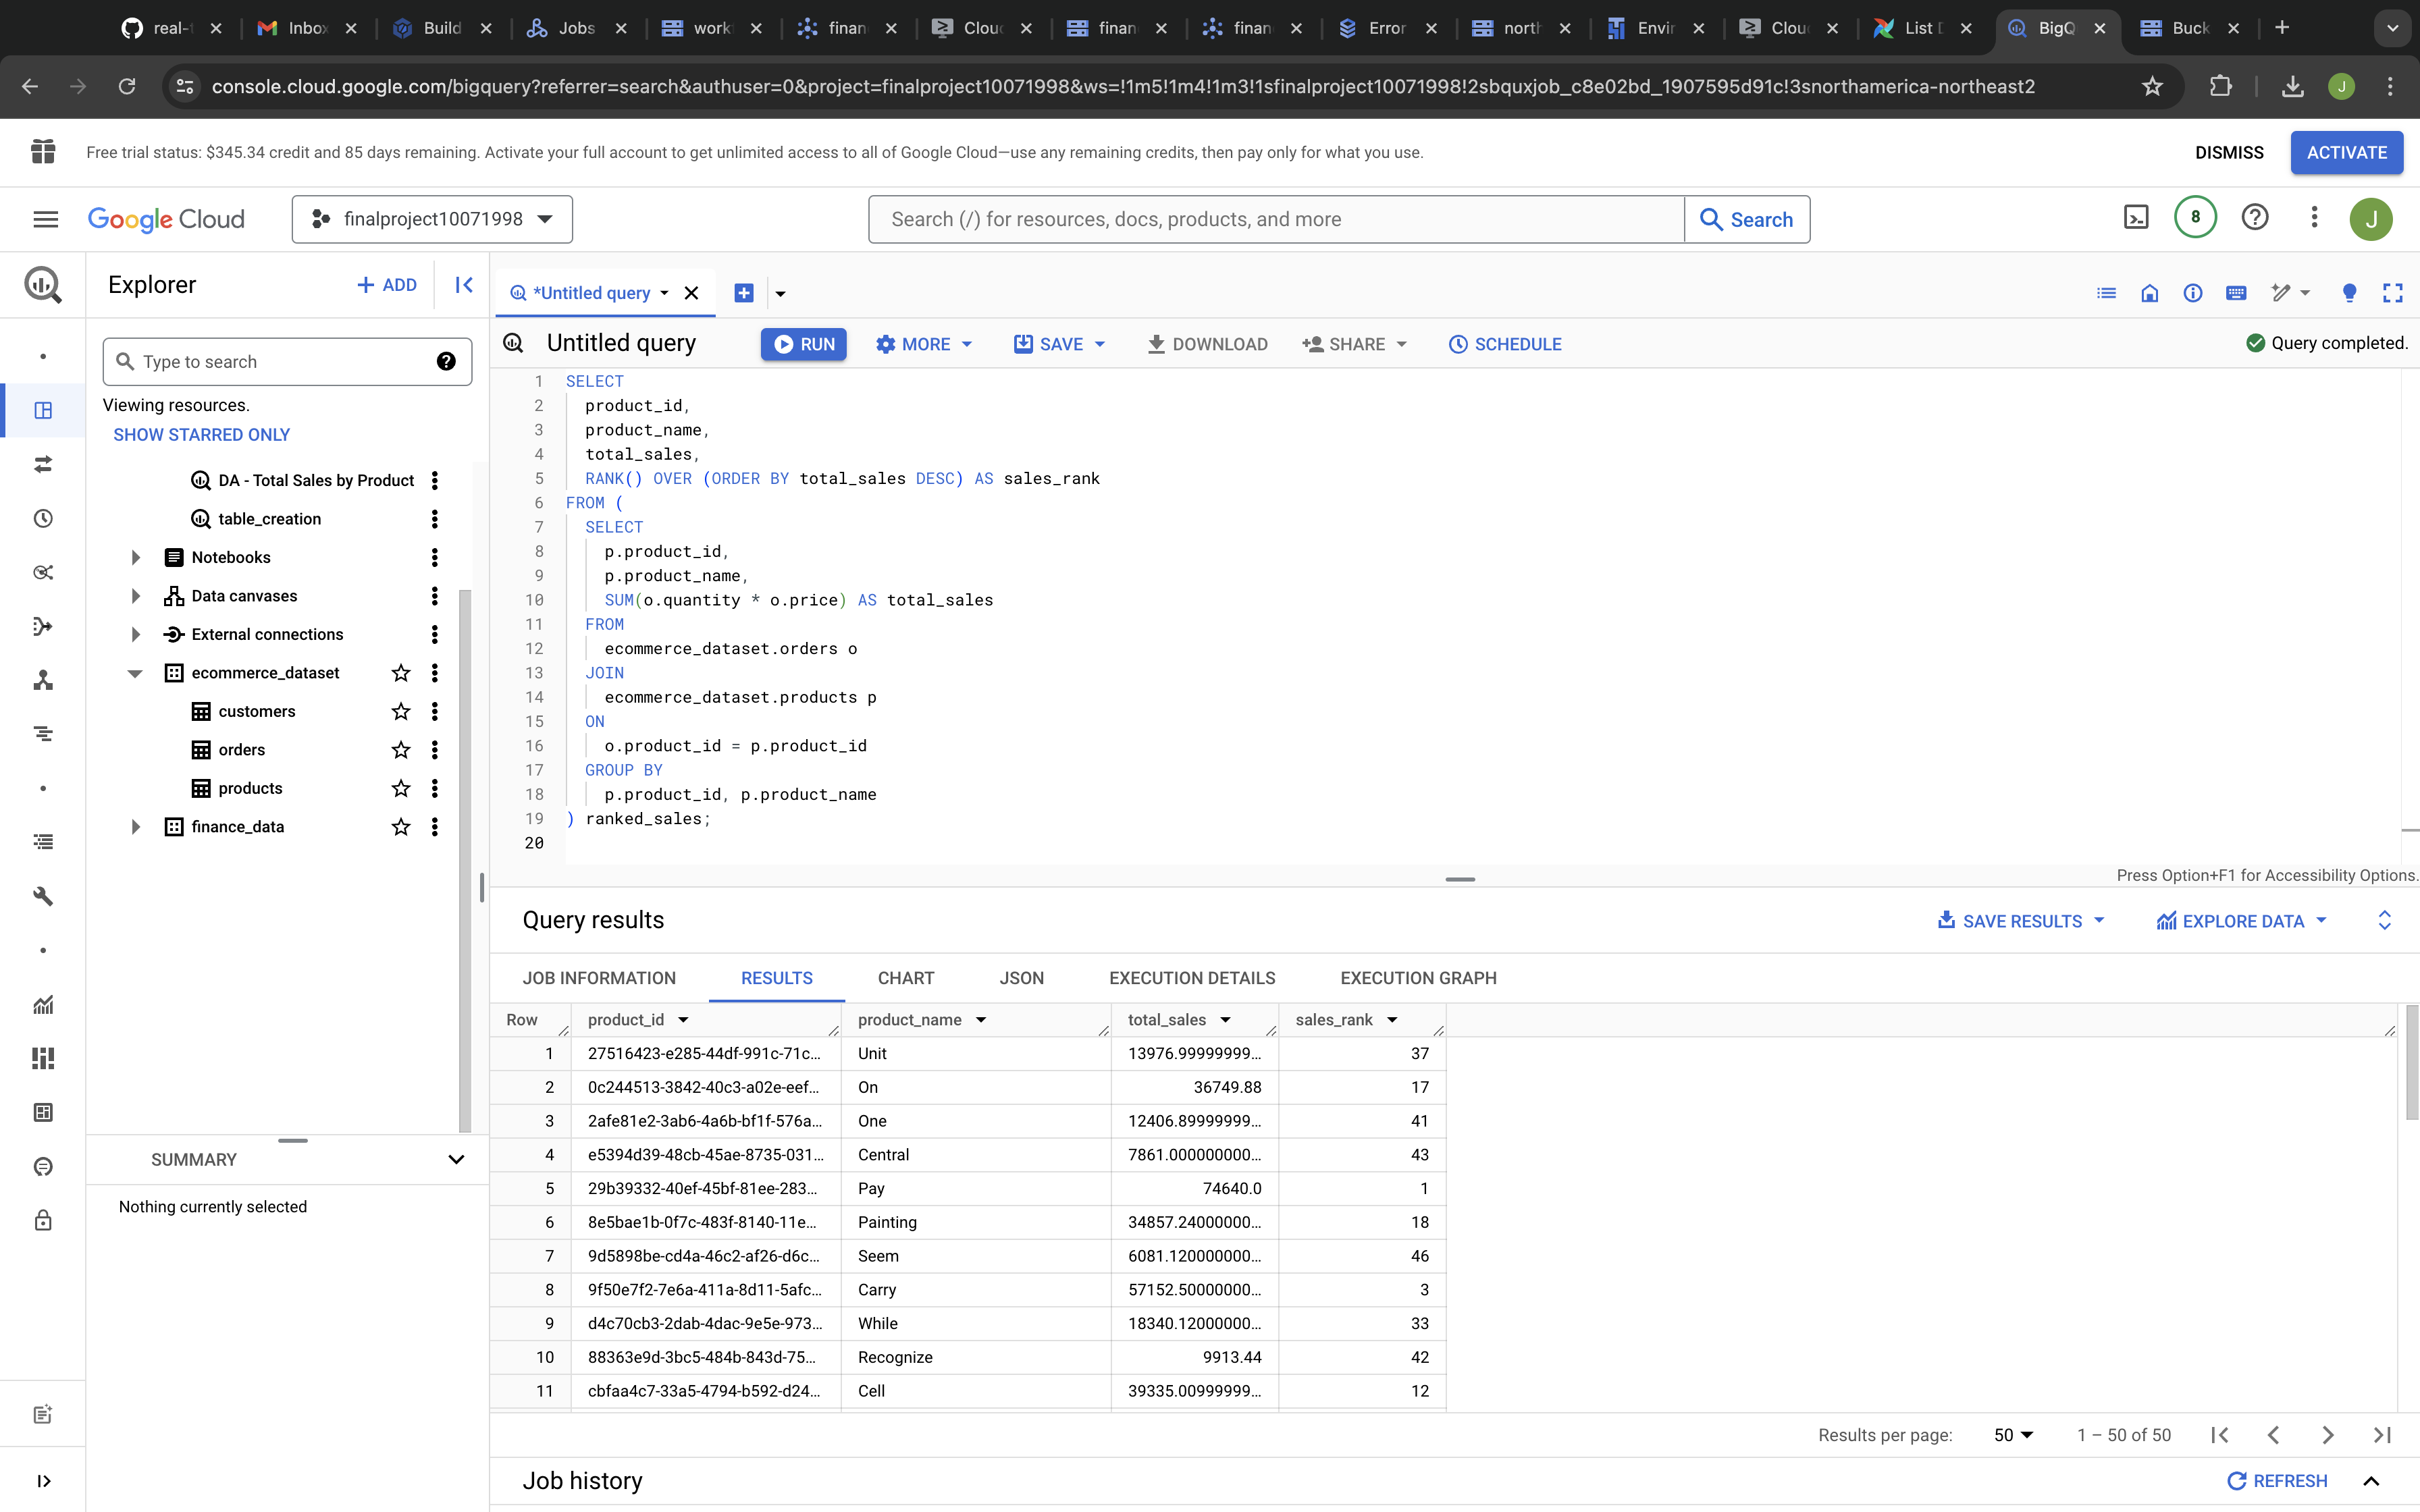 real-t
Inbox
Build
Jobs
work
finan
Clou
finan
finan
Error
north
Envir
Clou
List D
BigQ
Buck
console.cloud.google.com/bigquery?referrer=search&authuser=0&project=finalproject10071998&ws=!1m5!1m4!1m3!1sfinalproject10071998!2sbquxjob_c8e02bd_1907595d91c!3snorthamerica-northeast2
J
Free trial status: $345.34 credit and 85 days remaining. Activate your full account to get unlimited access to all of Google Cloud—use any remaining credits, then pay only for what you use.
DISMISS
ACTIVATE
Google Cloud
finalproject10071998
Search (/) for resources, docs, products, and more
Search
8
J
Explorer
+ ADD
*Untitled query
Untitled query
RUN
MORE
SAVE
DOWNLOAD
SHARE
SCHEDULE
Query completed.
Type to search
Viewing resources.
SHOW STARRED ONLY
DA - Total Sales by Product
table_creation
Notebooks
Data canvases
External connections
ecommerce_dataset
customers
orders
products
finance_data
SUMMARY
Nothing currently selected
1 SELECT
2 product_id,
3 product_name,
4 total_sales,
5 RANK() OVER (ORDER BY total_sales DESC) AS sales_rank
6 FROM (
7 SELECT
8 p.product_id,
9 p.product_name,
10 SUM(o.quantity * o.price) AS total_sales
11 FROM
12 ecommerce_dataset.orders o
13 JOIN
14 ecommerce_dataset.products p
15 ON
16 o.product_id = p.product_id
17 GROUP BY
18 p.product_id, p.product_name
19 ) ranked_sales;
20
Press Option+F1 for Accessibility Options.
Query results
SAVE RESULTS
EXPLORE DATA
JOB INFORMATION RESULTS CHART JSON EXECUTION DETAILS EXECUTION GRAPH
Row product_id product_name total_sales sales_rank
1 27516423-e285-44df-991c-71c... Unit 13976.99999999... 37
2 0c244513-3842-40c3-a02e-eef... On 36749.88 17
3 2afe81e2-3ab6-4a6b-bf1f-576a... One 12406.89999999... 41
4 e5394d39-48cb-45ae-8735-031... Central 7861.000000000... 43
5 29b39332-40ef-45bf-81ee-283... Pay 74640.0 1
6 8e5bae1b-0f7c-483f-8140-11e... Painting 34857.24000000... 18
7 9d5898be-cd4a-46c2-af26-d6c... Seem 6081.120000000... 46
8 9f50e7f2-7e6a-411a-8d11-5afc... Carry 57152.50000000... 3
9 d4c70cb3-2dab-4dac-9e5e-973... While 18340.12000000... 33
10 88363e9d-3bc5-484b-843d-75... Recognize 9913.44 42
11 cbfaa4c7-33a5-4794-b592-d24... Cell 39335.00999999... 12
Results per page: 50 1 – 50 of 50
Job history
REFRESH